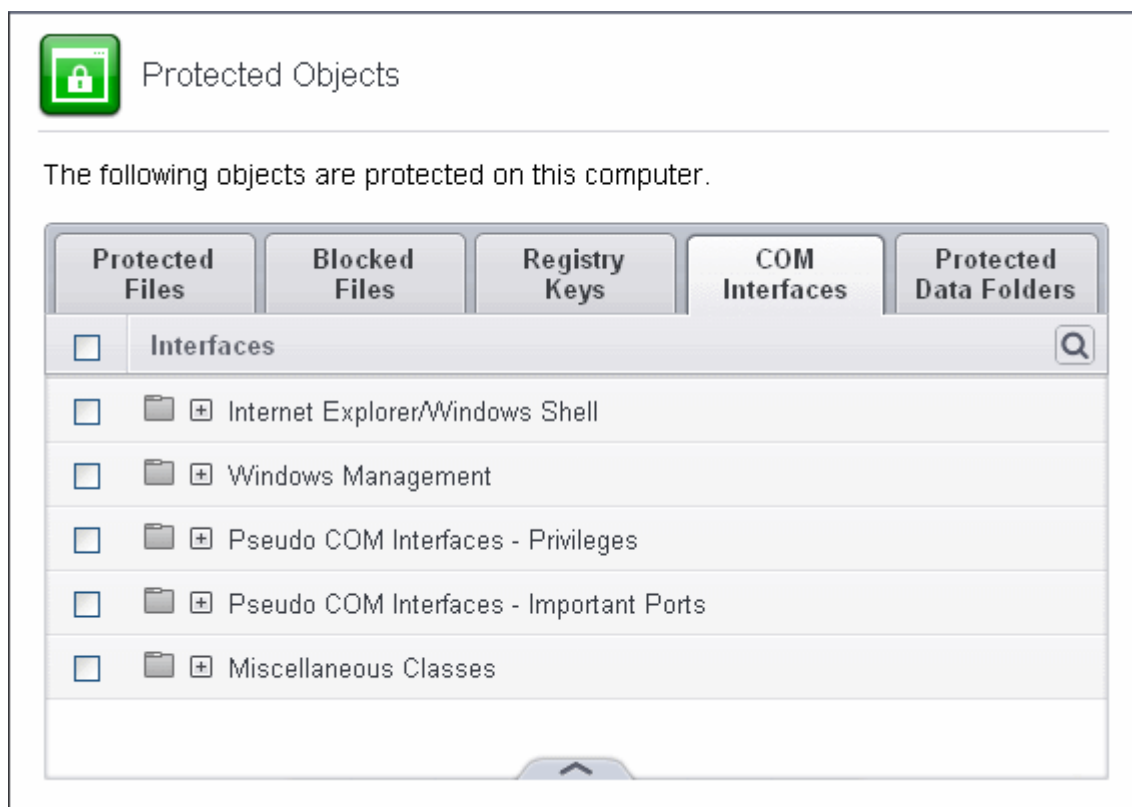 Protected Objects
The following objects are protected on this computer.
Protected
Files
Blocked
Files
Registry
Keys
COM
Interfaces
Protected
Data Folders
Interfaces
Internet Explorer/Windows Shell
Windows Management
Pseudo COM Interfaces - Privileges
Pseudo COM Interfaces - Important Ports
Miscellaneous Classes